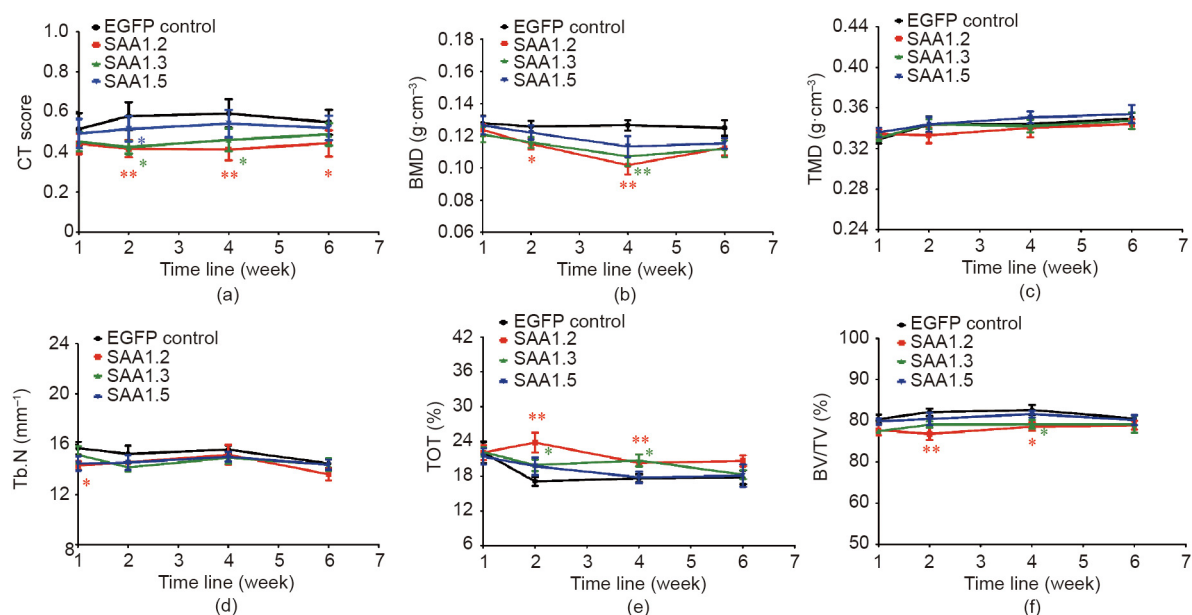 EGFP control
SAA1.2
SAA1.3
SAA1.5
1.0
0.8
0.6
0.4
0.2
0
CT score
*
** *
** *
*
1 2 3 4 5 6 7
Time line (week)
(a)
EGFP control
SAA1.2
SAA1.3
SAA1.5
0.18
0.16
0.14
0.12
0.10
0.08
0.06
BMD (g·cm⁻³)
*
**
**
1 2 3 4 5 6 7
Time line (week)
(b)
EGFP control
SAA1.2
SAA1.3
SAA1.5
0.48
0.44
0.40
0.36
0.32
0.28
0.24
TMD (g·cm⁻³)
1 2 3 4 5 6 7
Time line (week)
(c)
EGFP control
SAA1.2
SAA1.3
SAA1.5
24
20
16
14
8
Tb.N (mm⁻¹)
*
1 2 3 4 5 6 7
Time line (week)
(d)
EGFP control
SAA1.2
SAA1.3
SAA1.5
42
36
30
24
18
12
6
TOT (%)
**
*
**
*
1 2 3 4 5 6 7
Time line (week)
(e)
EGFP control
SAA1.2
SAA1.3
SAA1.5
100
100
80
80
80
50
BV/TV (%)
**
*
*
1 2 3 4 5 6 7
Time line (week)
(f)